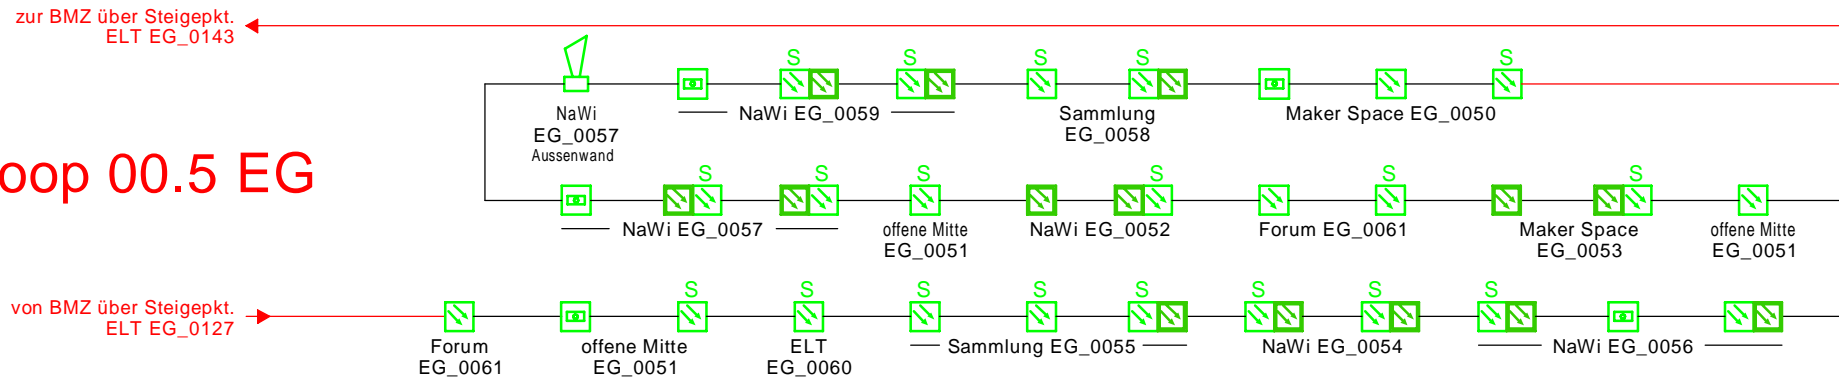 zur BMZ über Steigepkt.
ELT EG_0143
S S S S S
NaWi
EG_0057
Aussenwand
NaWi EG_0059
Sammlung
EG_0058
Maker Space EG_0050
oop 00.5 EG
S S S S S S
NaWi EG_0057
offene Mitte
EG_0051
NaWi EG_0052
Forum EG_0061
Maker Space
EG_0053
offene Mitte
EG_0051
von BMZ über Steigepkt.
ELT EG_0127
S S S S S S S S
Forum
EG_0061
offene Mitte
EG_0051
ELT
EG_0060
Sammlung EG_0055
NaWi EG_0054
NaWi EG_0056